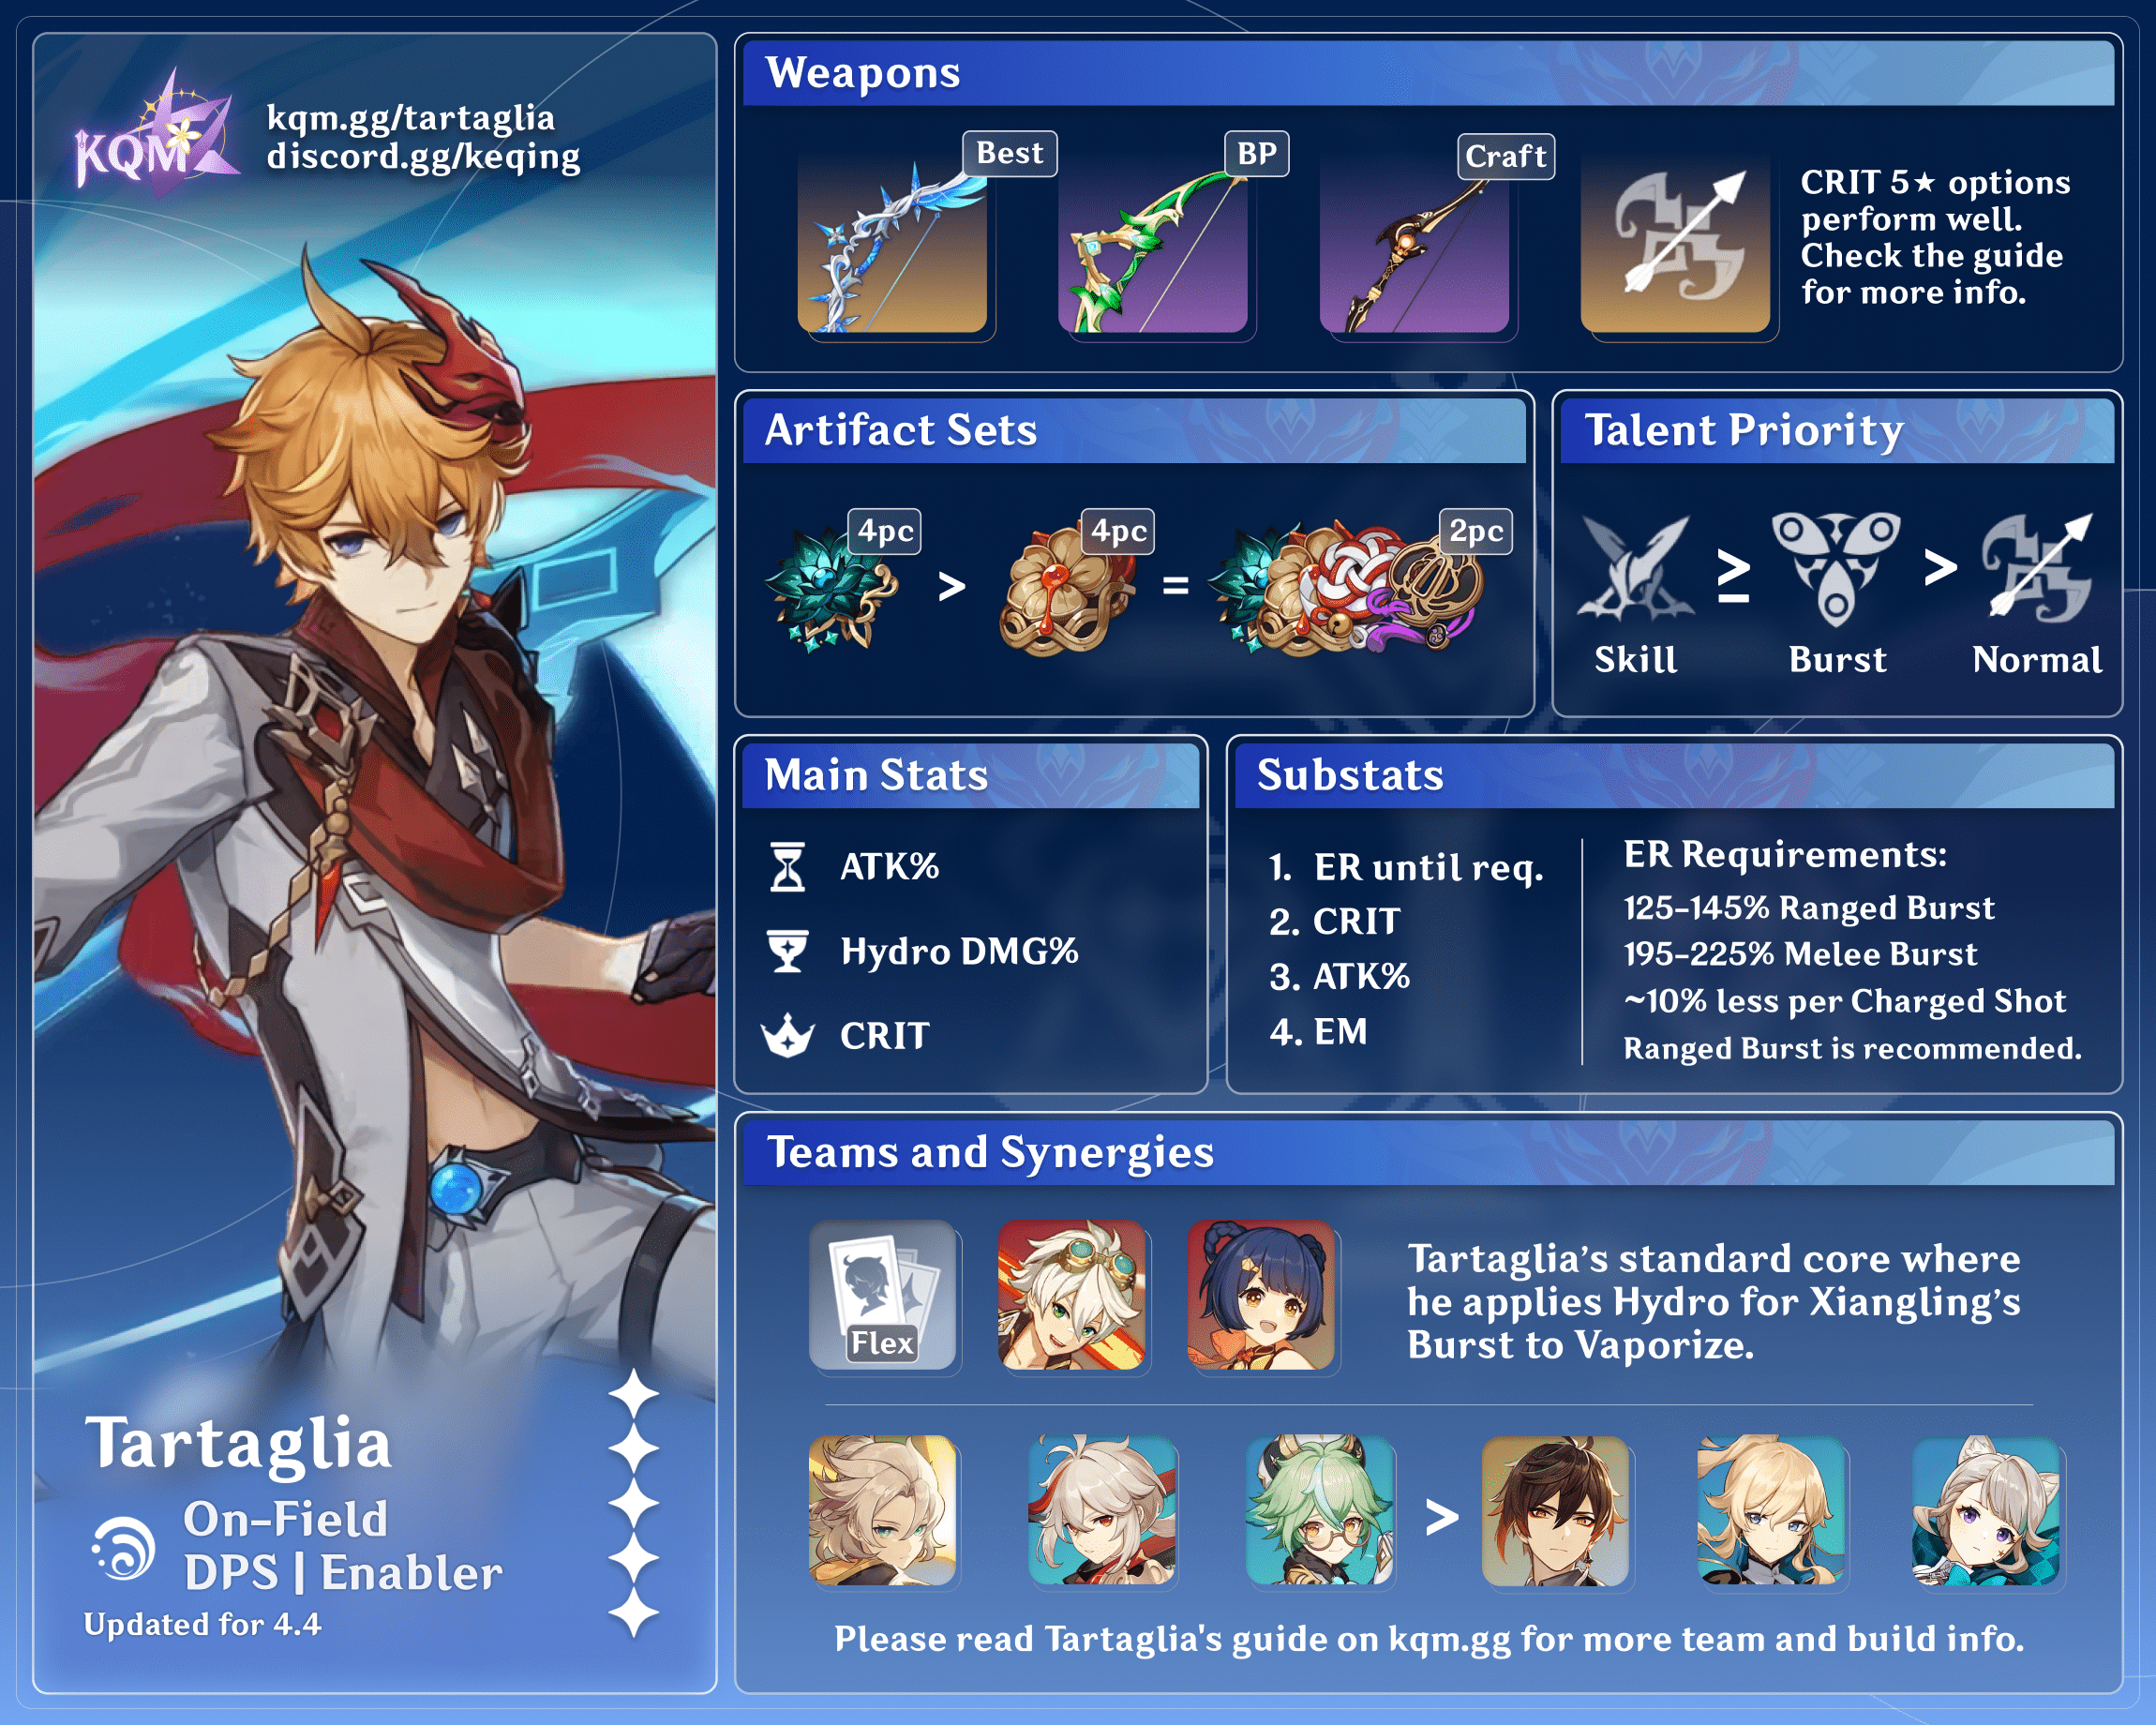 KQM
kqm.gg/tartaglia
discord.gg/keqing
Tartaglia
On-Field
DPS | Enabler
Updated for 4.4
Weapons
Best
BP
Craft
CRIT 5★ options
perform well.
Check the guide
for more info.
Artifact Sets
4pc
>
4pc
=
2pc
Talent Priority
≥
>
Skill
Burst
Normal
Main Stats
ATK%
Hydro DMG%
CRIT
Substats
1. ER until req.
2. CRIT
3. ATK%
4. EM
ER Requirements:
125-145% Ranged Burst
195-225% Melee Burst
~10% less per Charged Shot
Ranged Burst is recommended.
Teams and Synergies
Flex
Tartaglia's standard core where
he applies Hydro for Xiangling's
Burst to Vaporize.
>
Please read Tartaglia's guide on kqm.gg for more team and build info.